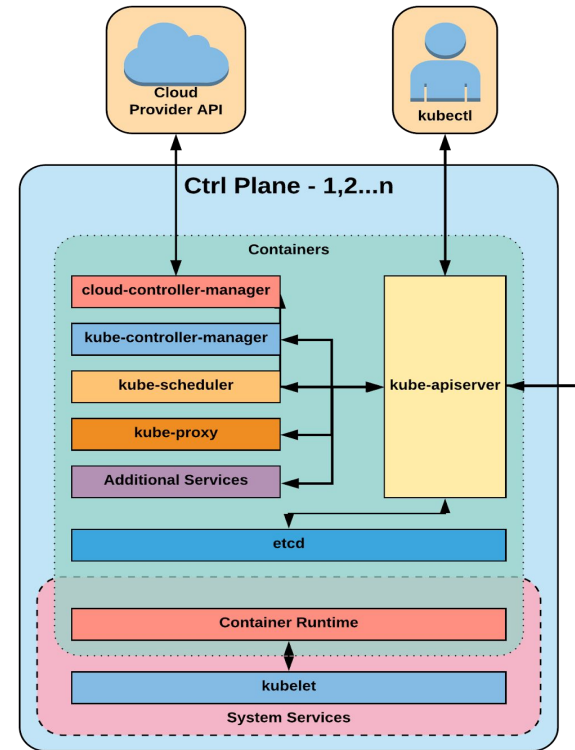 Cloud
Provider API
kubectl
Ctrl Plane - 1,2...n
Containers
cloud-controller-manager
kube-controller-manager
kube-scheduler
kube-apiserver
kube-proxy
Additional Services
etcd
Container Runtime
kubelet
System Services